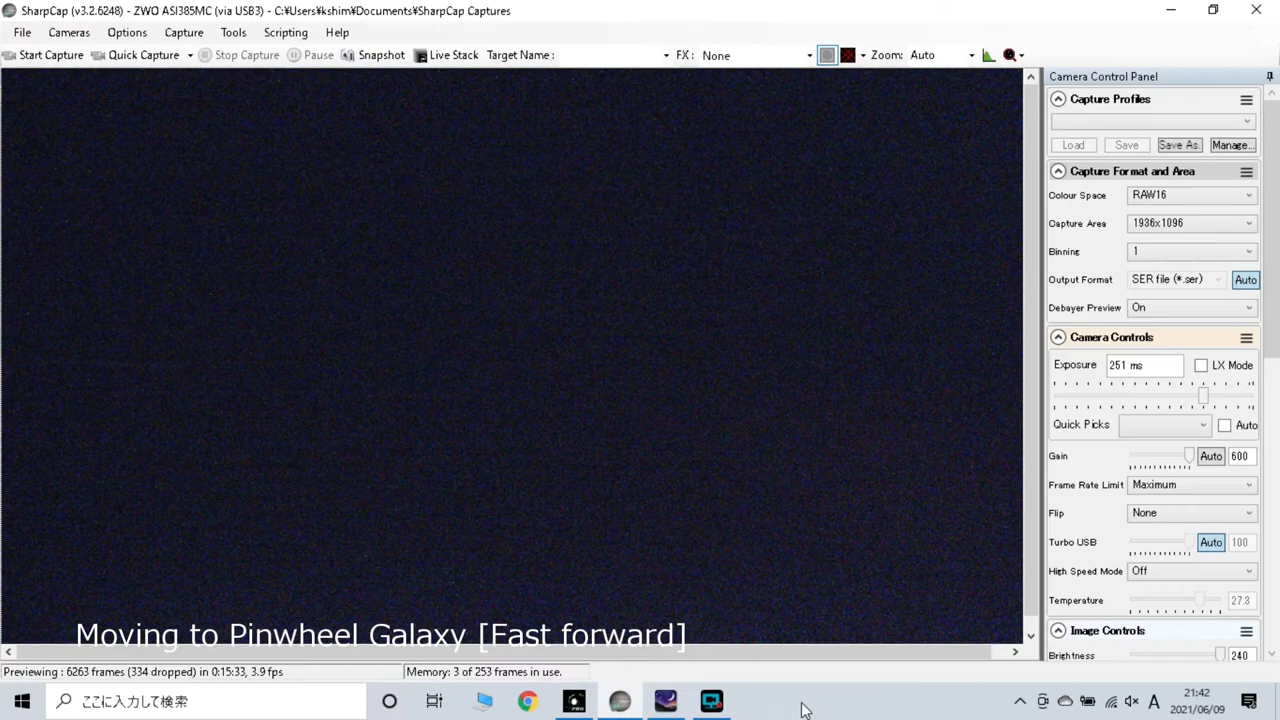 SharpCap (v3.2.6248) - ZWO ASI385MC (via USB3) - C:¥Users¥kshim¥Documents¥SharpCap Captures
File Cameras Options Capture Tools Scripting Help
Start Capture Quick Capture Stop Capture Pause Snapshot Live Stack Target Name : FX : None Zoom: Auto
Camera Control Panel
Capture Profiles
Load Save Save As. Manage...
Capture Format and Area
Colour Space RAW16
Capture Area 1936x1096
Binning 1
Output Format SER file (*.ser) Auto
Debayer Preview On
Camera Controls
Exposure 251 ms LX Mode
Quick Picks Auto
Gain Auto 600
Frame Rate Limit Maximum
Flip None
Turbo USB Auto 100
High Speed Mode Off
Temperature 27.3
Image Controls
Brightness 240
Moving to Pinwheel Galaxy [Fast forward]
Previewing : 6263 frames (334 dropped) in 0:15:33, 3.9 fps Memory: 3 of 253 frames in use.
ここに入力して検索
A
21:42
2021/06/09